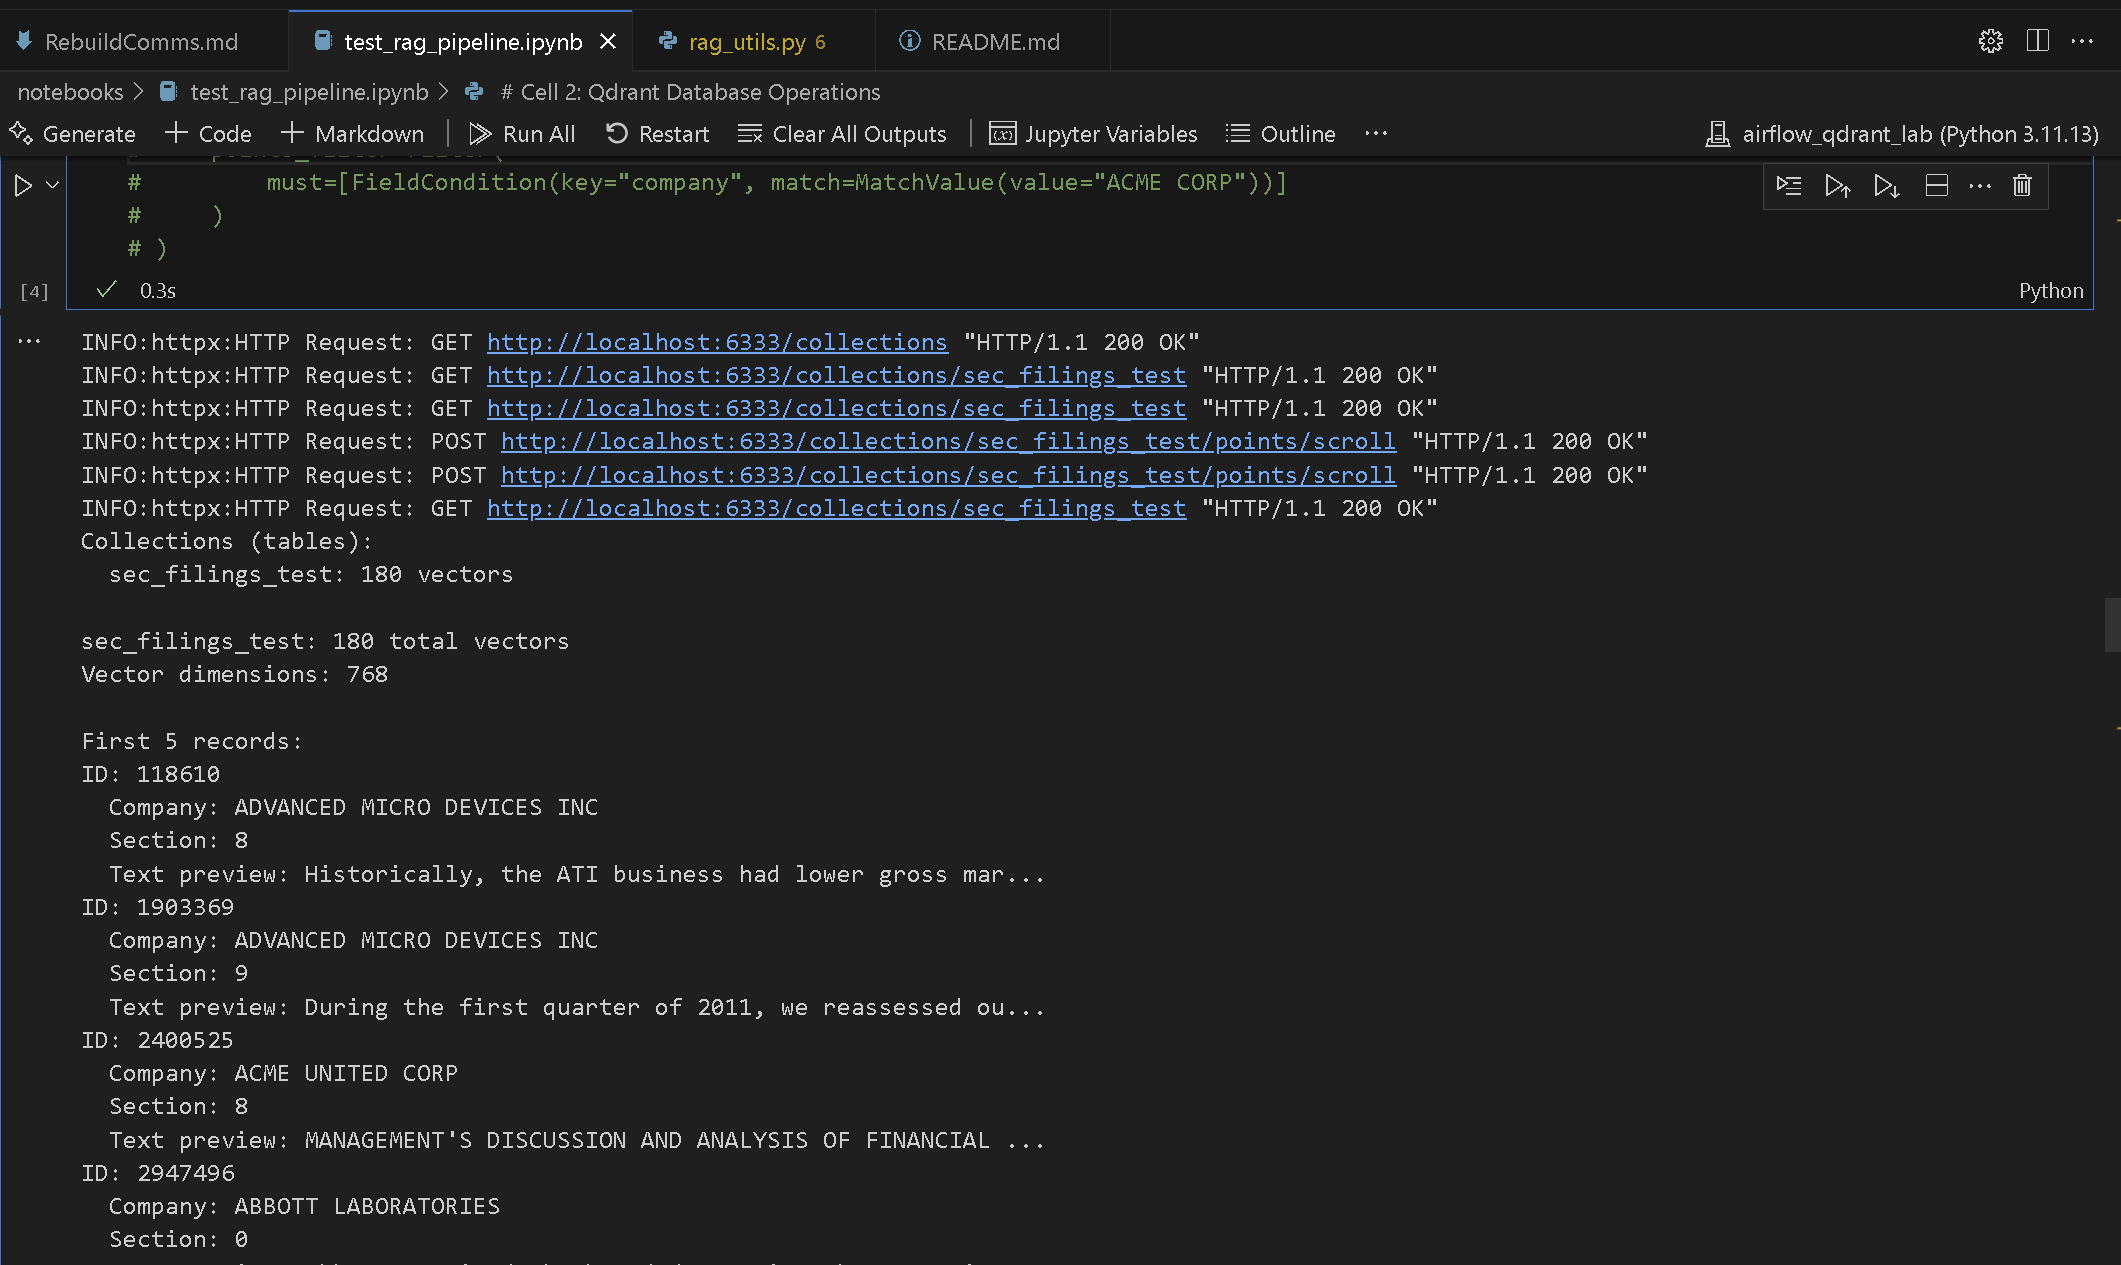 RebuildComms.md
test_rag_pipeline.ipynb
rag_utils.py 6
README.md
notebooks > test_rag_pipeline.ipynb > # Cell 2: Qdrant Database Operations
Generate + Code + Markdown | Run All Restart Clear All Outputs | Jupyter Variables Outline ... airflow_qdrant_lab (Python 3.11.13)
#         must=[FieldCondition(key="company", match=MatchValue(value="ACME CORP"))]
#     )
# )
[4] 0.3s Python
INFO:httpx:HTTP Request: GET http://localhost:6333/collections "HTTP/1.1 200 OK"
INFO:httpx:HTTP Request: GET http://localhost:6333/collections/sec_filings_test "HTTP/1.1 200 OK"
INFO:httpx:HTTP Request: GET http://localhost:6333/collections/sec_filings_test "HTTP/1.1 200 OK"
INFO:httpx:HTTP Request: POST http://localhost:6333/collections/sec_filings_test/points/scroll "HTTP/1.1 200 OK"
INFO:httpx:HTTP Request: POST http://localhost:6333/collections/sec_filings_test/points/scroll "HTTP/1.1 200 OK"
INFO:httpx:HTTP Request: GET http://localhost:6333/collections/sec_filings_test "HTTP/1.1 200 OK"
Collections (tables):
  sec_filings_test: 180 vectors
sec_filings_test: 180 total vectors
Vector dimensions: 768
First 5 records:
ID: 118610
  Company: ADVANCED MICRO DEVICES INC
  Section: 8
  Text preview: Historically, the ATI business had lower gross mar...
ID: 1903369
  Company: ADVANCED MICRO DEVICES INC
  Section: 9
  Text preview: During the first quarter of 2011, we reassessed ou...
ID: 2400525
  Company: ACME UNITED CORP
  Section: 8
  Text preview: MANAGEMENT'S DISCUSSION AND ANALYSIS OF FINANCIAL ...
ID: 2947496
  Company: ABBOTT LABORATORIES
  Section: 0